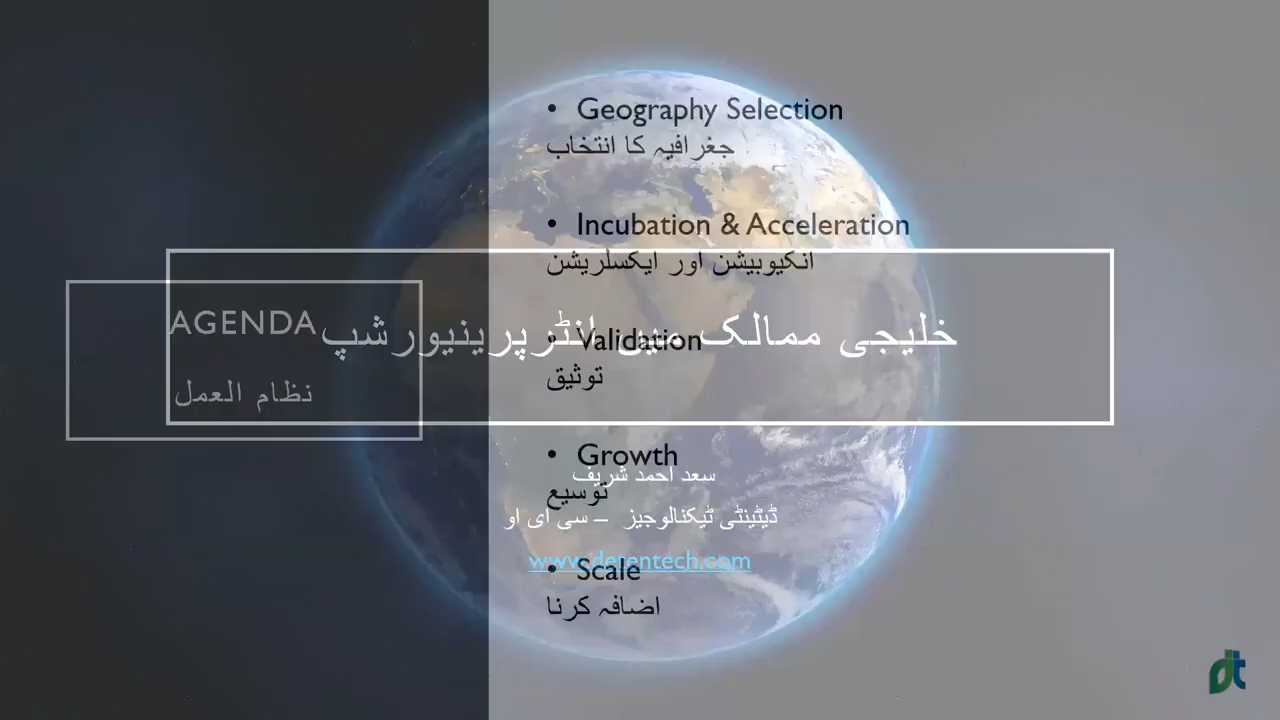 خلیجی ممالک میں انٹرپرینیورشپ
سعد احمد شریف
ڈیٹینٹی ٹیکنالوجیز – سی ای او
www.detentech.com
AGENDA
نظام العمل
• Geography Selection
جغرافیہ کا انتخاب
• Incubation & Acceleration
انکیوبیشن اور ایکسلریشن
• Validation
توثیق
• Growth
توسیع
• Scale
اضافہ کرنا
dt